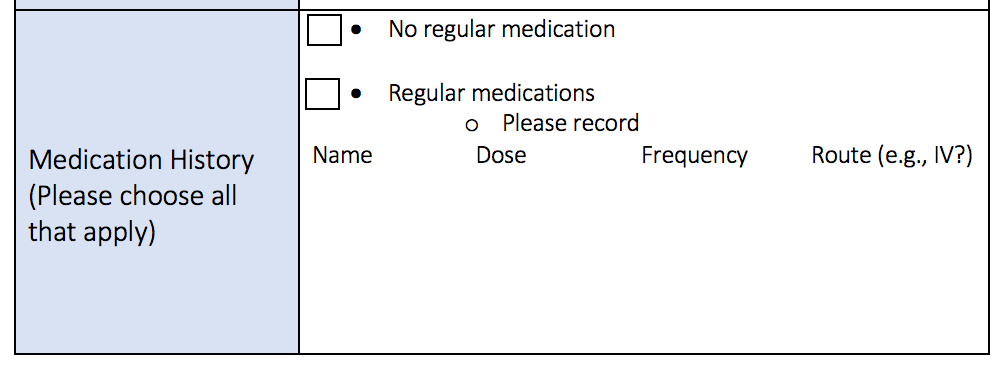 Medication History
(Please choose all
that apply)
• No regular medication
• Regular medications
o Please record
Name Dose Frequency Route (e.g., IV?)